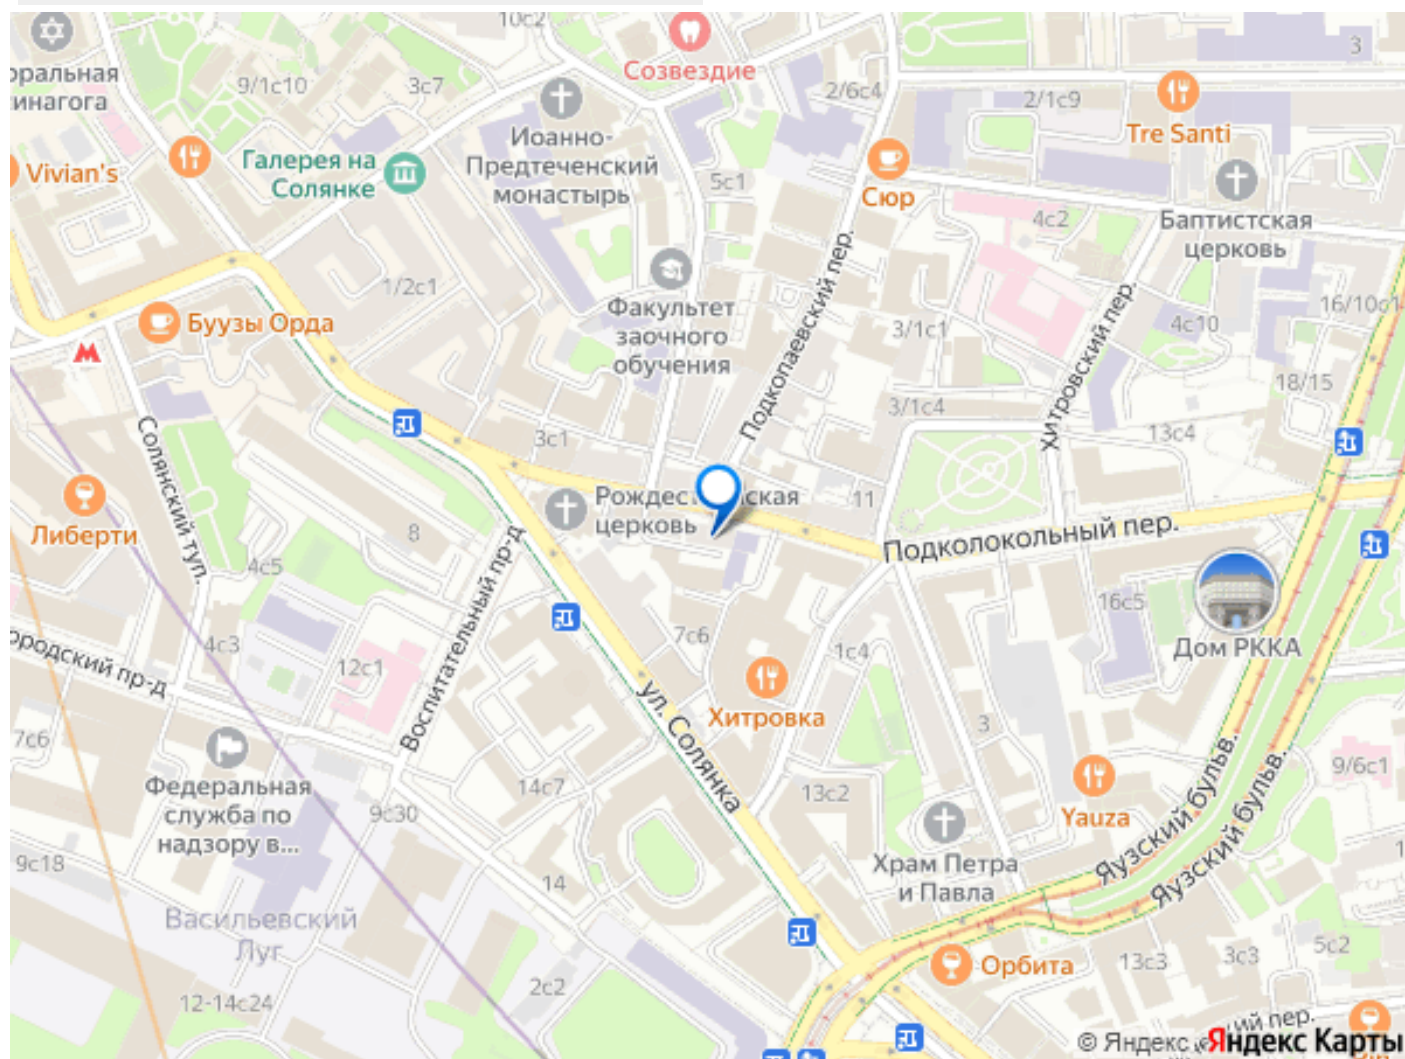 10с2
3
Созвездие
оральная
инагога
9/1с10
3с7
2/6с4
2/1с9
Tre Santi
Иоанно-
Предтеченский
монастырь
Галерея на
Солянке
Vivian's
5с1
Сюр
4с2
Баптистская
церковь
1/2с1
Подкопаевский пер.
Хитровский пер.
Факультет
заочного
обучения
Буузы Орда
3/1с1
4с10
16/10с1
18/15
3/1с4
13с4
3с1
Солянский туп.
Либерти
8
11
церковь
Подколокольный пер.
4с5
Воспитательный пр-д
16с5
4с3
7с6
1с4
Дом РККА
ородский пр-д
12с1
Хитровка
ул. Солянка
3
7с6
Федеральная
служба по
надзору в...
14с7
13с2
Yauza
9/6с1
Яузский бульв.
Яузский бульв.
9с30
9с18
Храм Петра
и Павла
14
Васильевский
Луг
Орбита
13с3
3с3
5с2
12-14с24
2с2
ий пер.
© Яндекс
Яндекс Карты